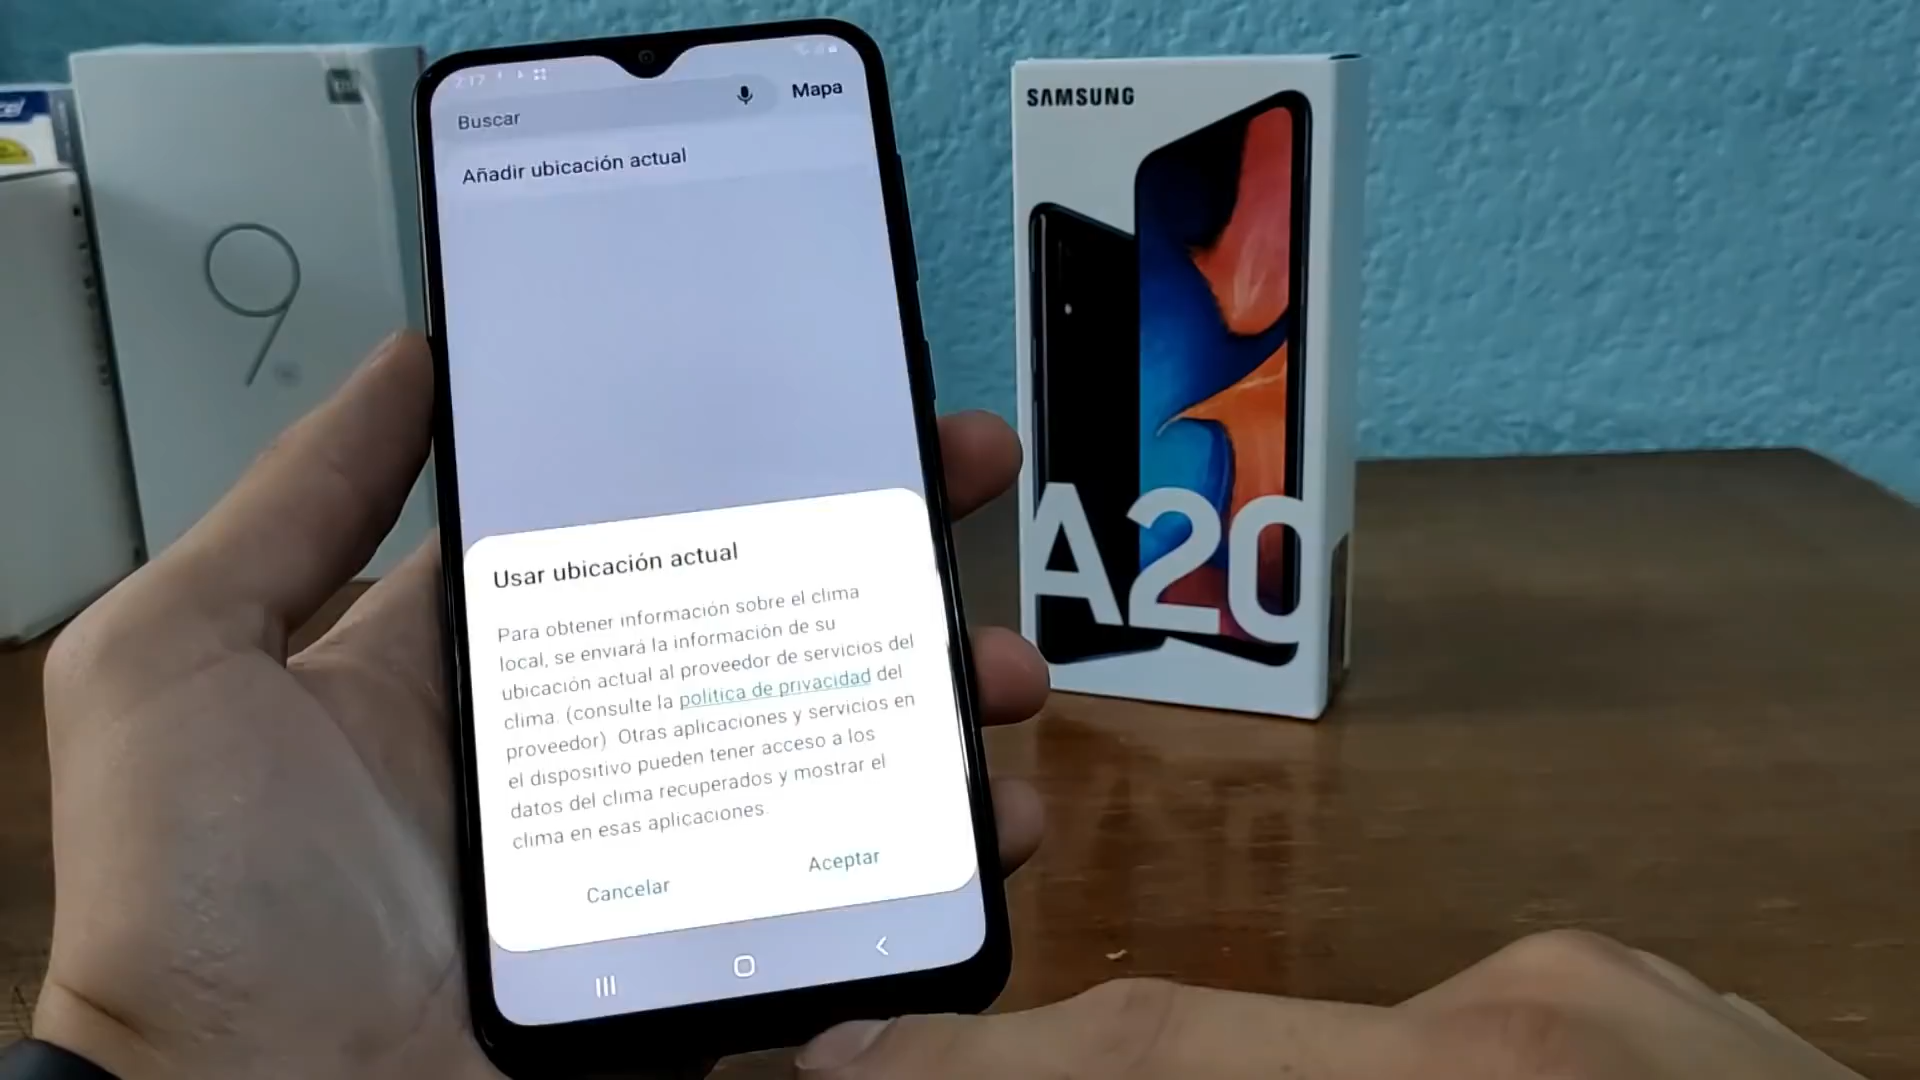 2:17
Buscar
Mapa
Añadir ubicación actual
Usar ubicación actual
Para obtener información sobre el clima
local, se enviará la información de su
ubicación actual al proveedor de servicios del
clima. (consulte la política de privacidad del
proveedor) Otras aplicaciones y servicios en
el dispositivo pueden tener acceso a los
datos del clima recuperados y mostrar el
clima en esas aplicaciones.
Cancelar
Aceptar
SAMSUNG
A20
9